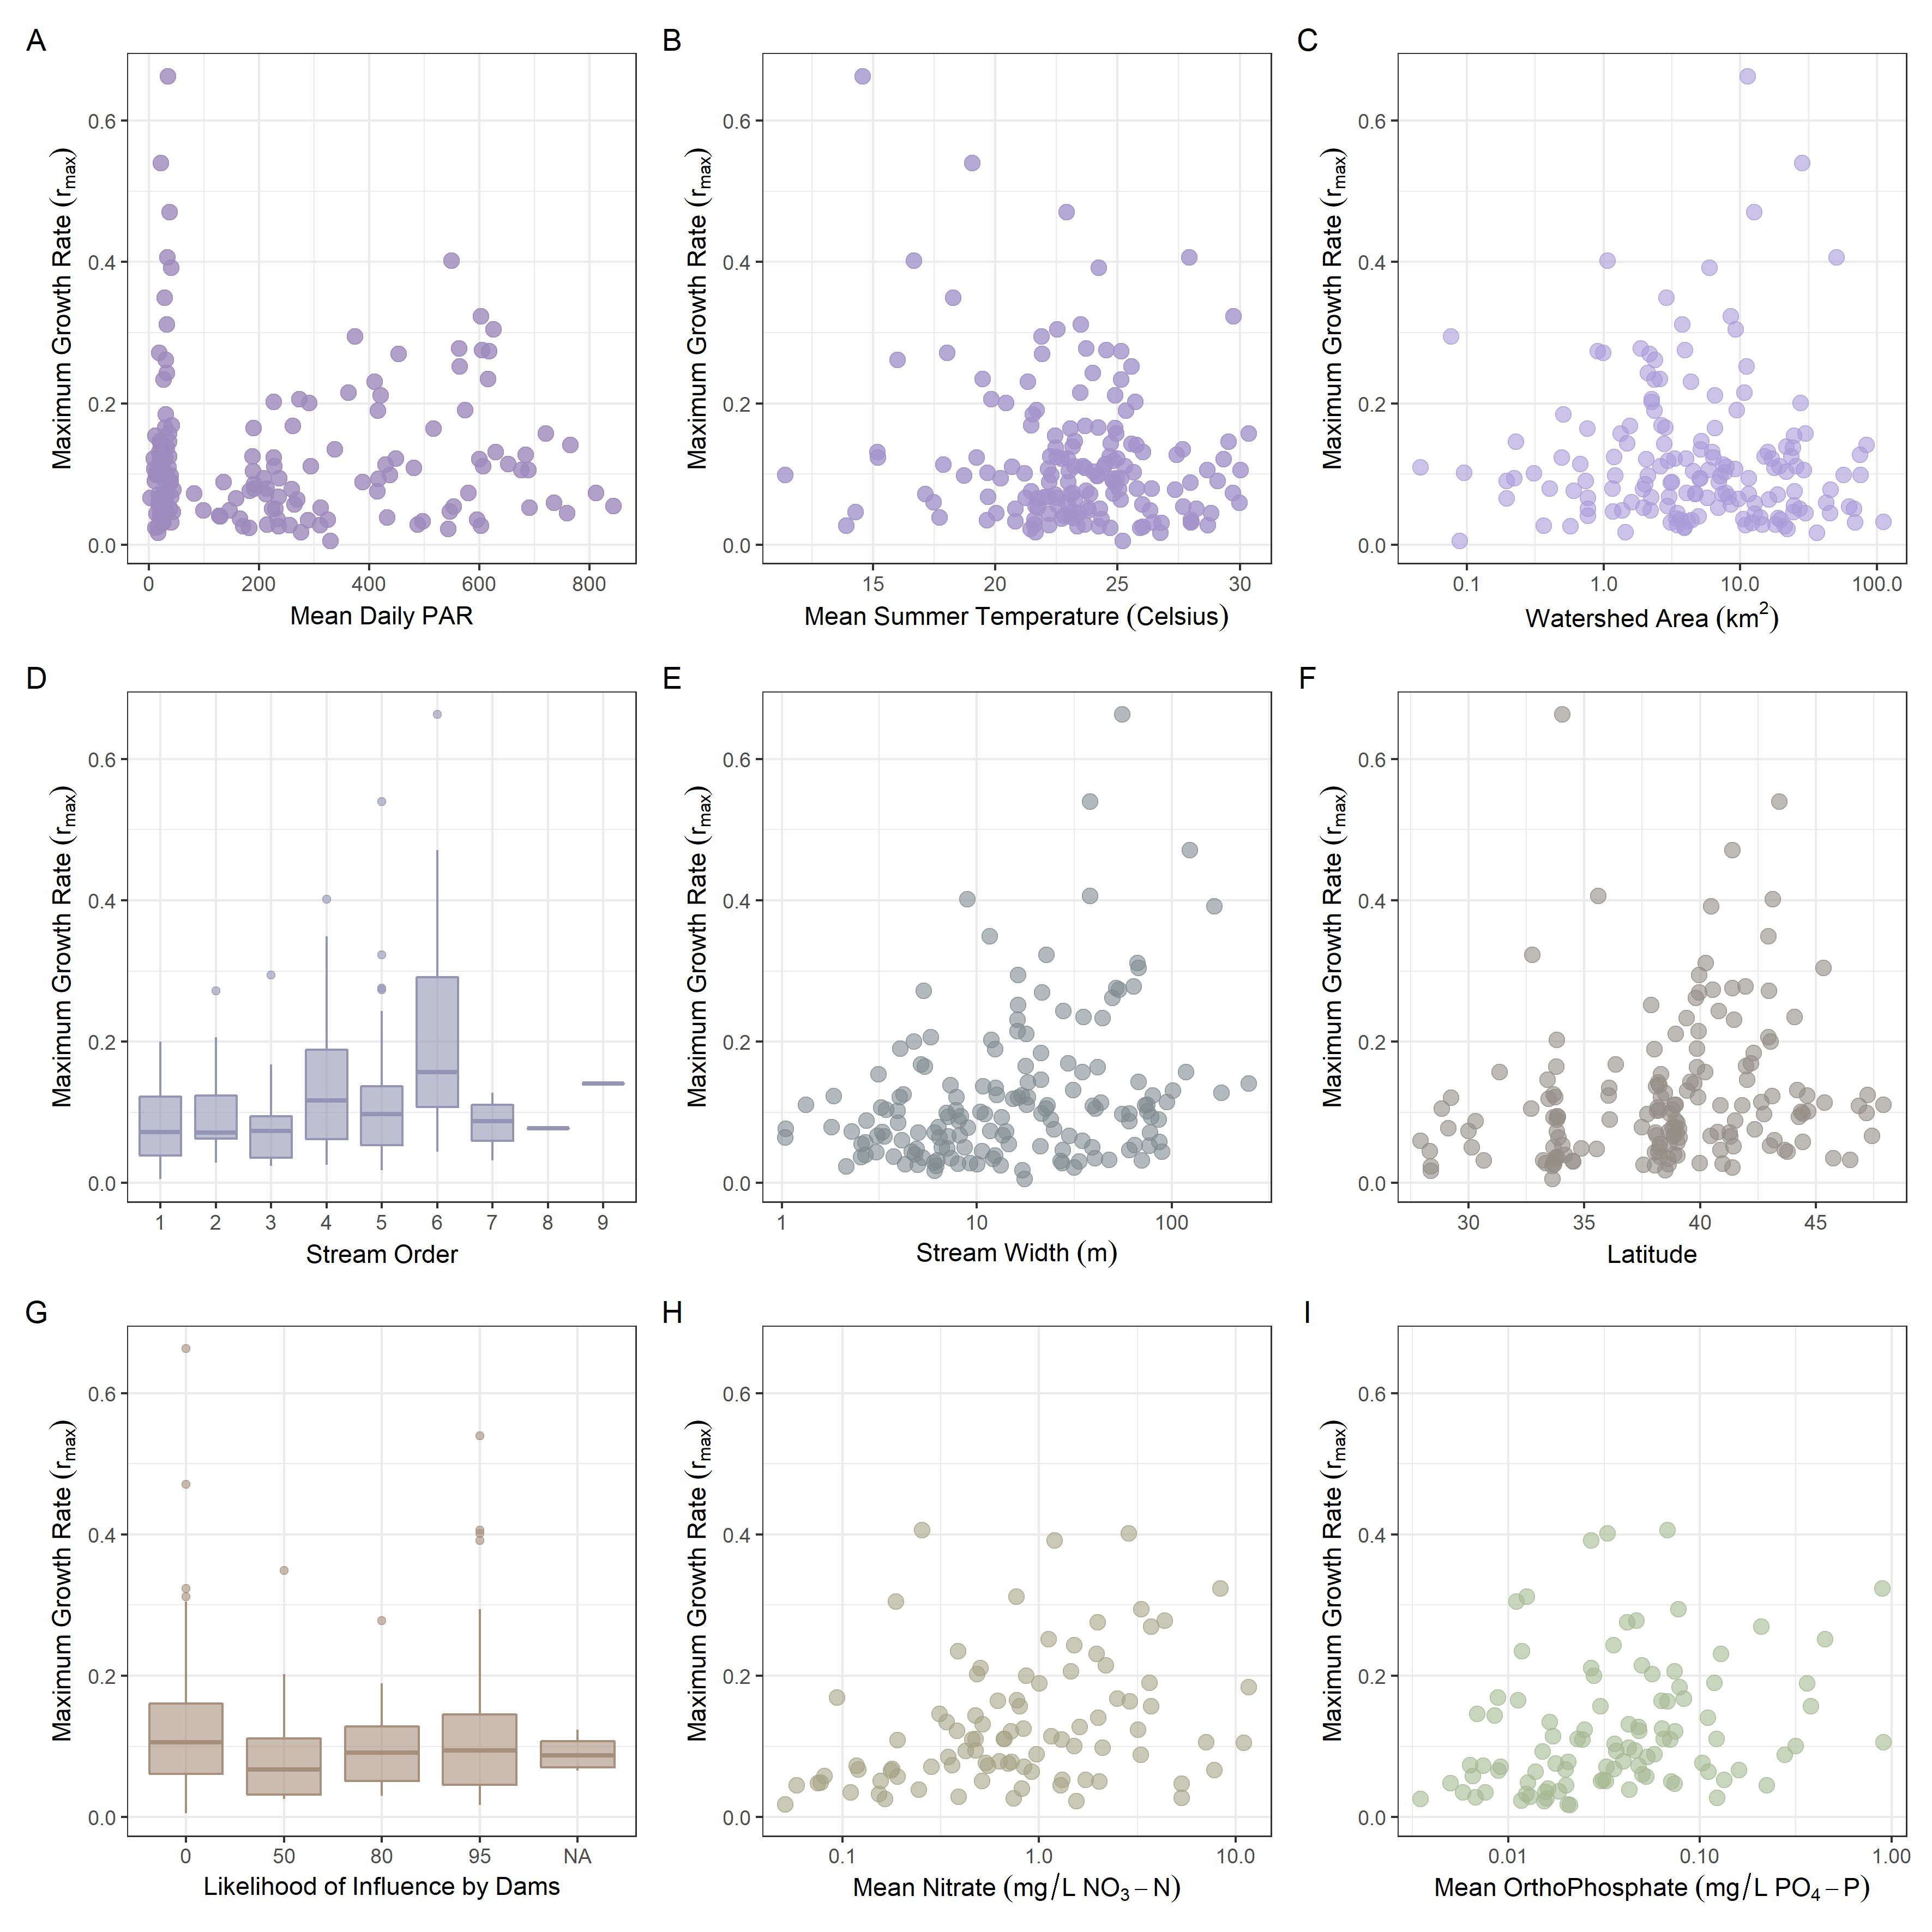 A
B
C
Maximum Growth Rate (rmax)
0.6
0.4
0.2
0.0
0 200 400 600 800
Mean Daily PAR
Maximum Growth Rate (rmax)
0.6
0.4
0.2
0.0
15 20 25 30
Mean Summer Temperature (Celsius)
Maximum Growth Rate (rmax)
0.6
0.4
0.2
0.0
0.1 1.0 10.0 100.0
Watershed Area (km²)
D
E
F
Maximum Growth Rate (rmax)
0.6
0.4
0.2
0.0
1 2 3 4 5 6 7 8 9
Stream Order
Maximum Growth Rate (rmax)
0.6
0.4
0.2
0.0
1 10 100
Stream Width (m)
Maximum Growth Rate (rmax)
0.6
0.4
0.2
0.0
30 35 40 45
Latitude
G
H
I
Maximum Growth Rate (rmax)
0.6
0.4
0.2
0.0
0 50 80 95 NA
Likelihood of Influence by Dams
Maximum Growth Rate (rmax)
0.6
0.4
0.2
0.0
0.1 1.0 10.0
Mean Nitrate (mg/L NO₃−N)
Maximum Growth Rate (rmax)
0.6
0.4
0.2
0.0
0.01 0.10 1.00
Mean OrthoPhosphate (mg/L PO₄−P)